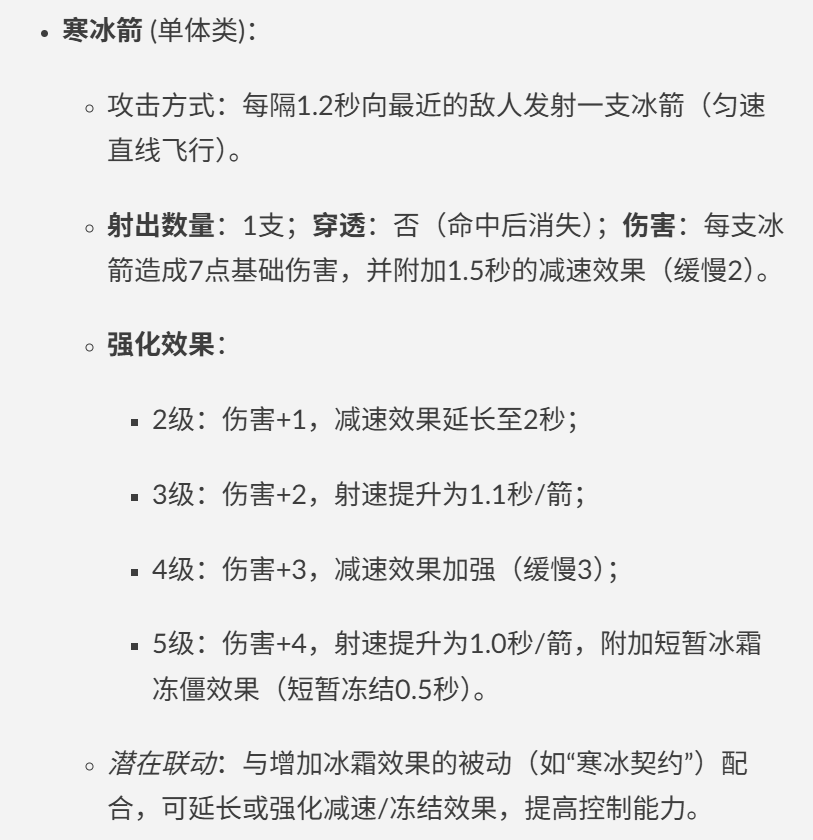 • 寒冰箭 (单体类)：
◦ 攻击方式：每隔1.2秒向最近的敌人发射一支冰箭（匀速
直线飞行）。
◦ 射出数量：1支；穿透：否（命中后消失）；伤害：每支冰
箭造成7点基础伤害，并附加1.5秒的减速效果（缓慢2）。
◦ 强化效果：
▪ 2级：伤害+1，减速效果延长至2秒；
▪ 3级：伤害+2，射速提升为1.1秒/箭；
▪ 4级：伤害+3，减速效果加强（缓慢3）；
▪ 5级：伤害+4，射速提升为1.0秒/箭，附加短暂冰霜
冻僵效果（短暂冻结0.5秒）。
◦ 潜在联动：与增加冰霜效果的被动（如“寒冰契约”）配
合，可延长或强化减速/冻结效果，提高控制能力。